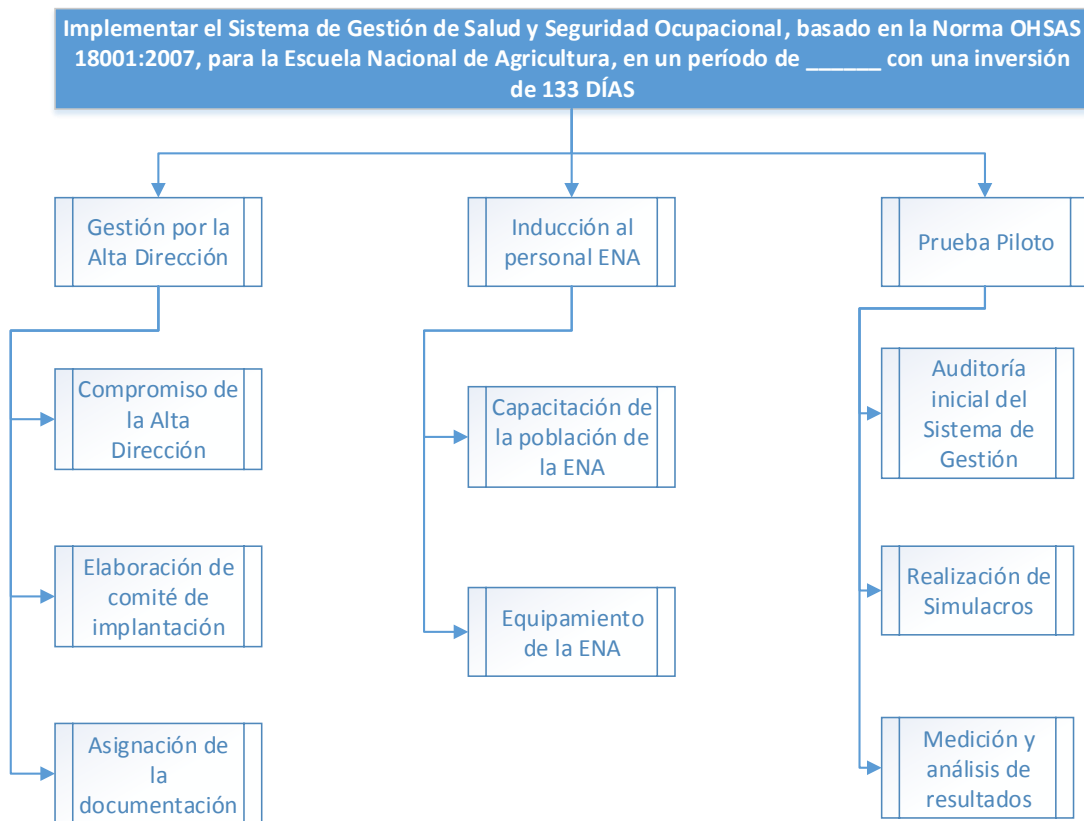 Implementar el Sistema de Gestión de Salud y Seguridad Ocupacional, basado en la Norma OHSAS
18001:2007, para la Escuela Nacional de Agricultura, en un período de ______ con una inversión
de 133 DÍAS
Gestión por la
Alta Dirección
Compromiso de
la Alta
Dirección
Elaboración de
comité de
implantación
Asignación de
la
documentación
Inducción al
personal ENA
Capacitación de
la población de
la ENA
Equipamiento
de la ENA
Prueba Piloto
Auditoría
inicial del
Sistema de
Gestión
Realización de
Simulacros
Medición y
análisis de
resultados